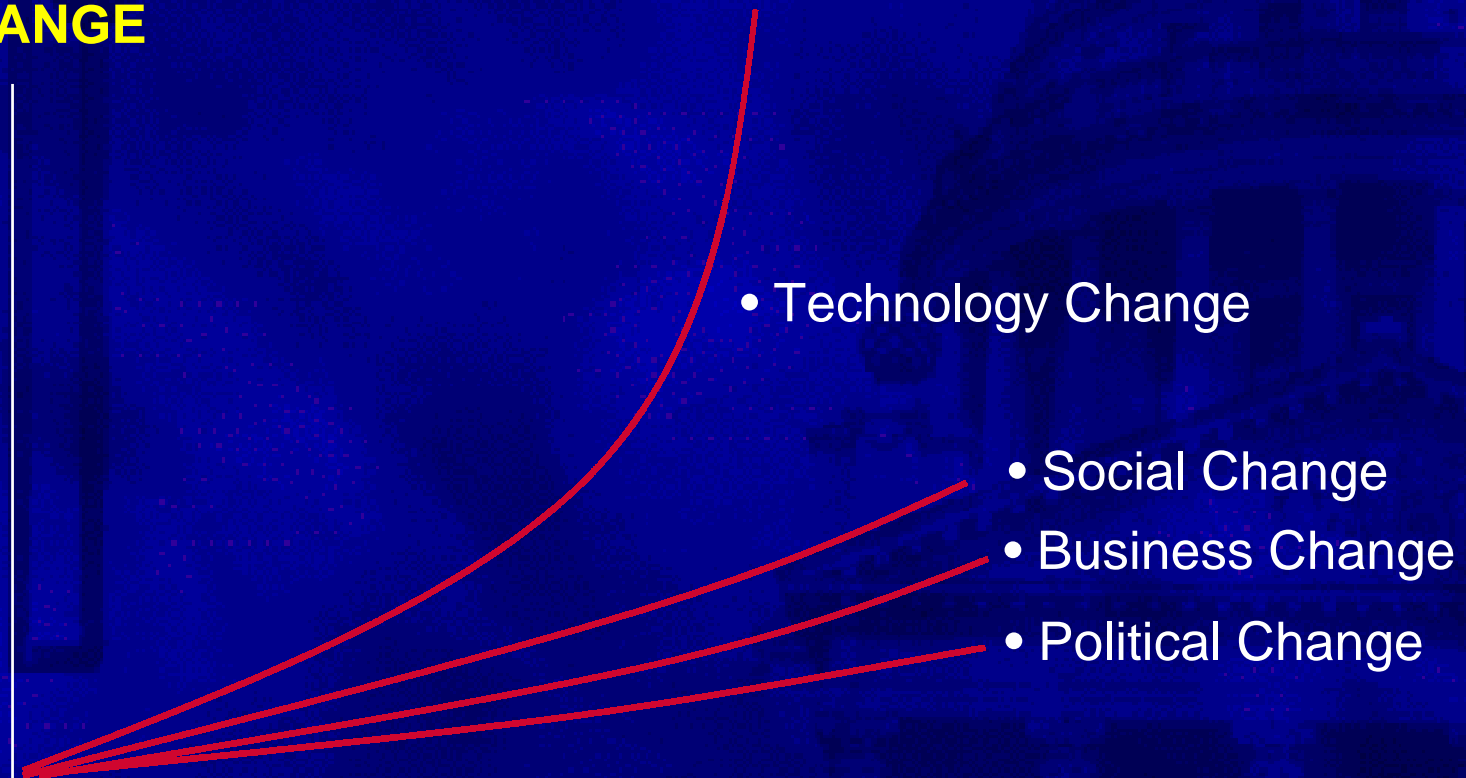 ANGE
• Technology Change
• Social Change
• Business Change
• Political Change